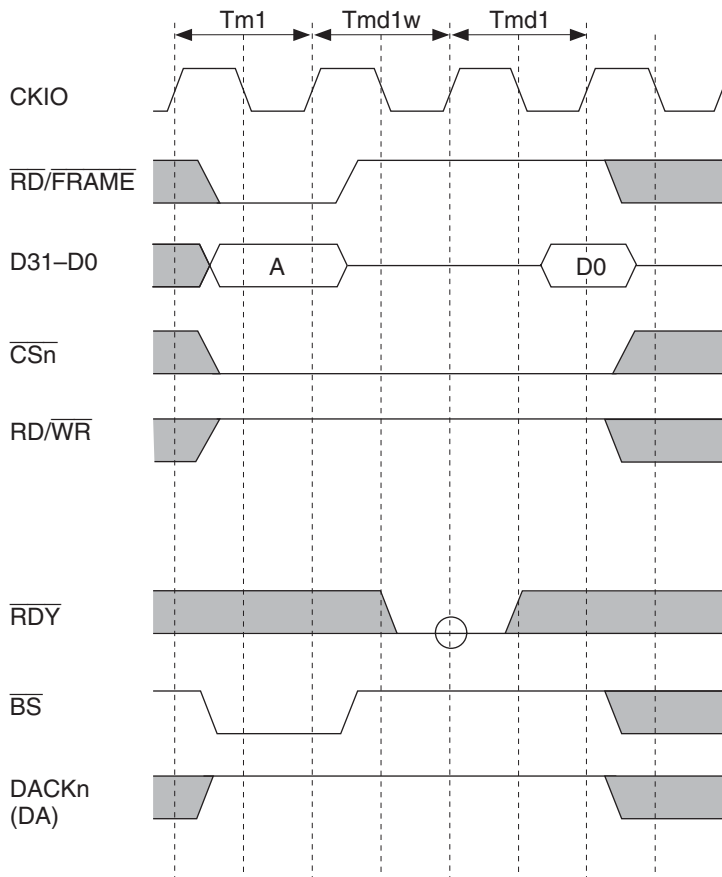 Tm1 Tmd1w Tmd1
CKIO
RD/FRAME
D31–D0 A D0
CSn
RD/WR
RDY
BS
DACKn
(DA)